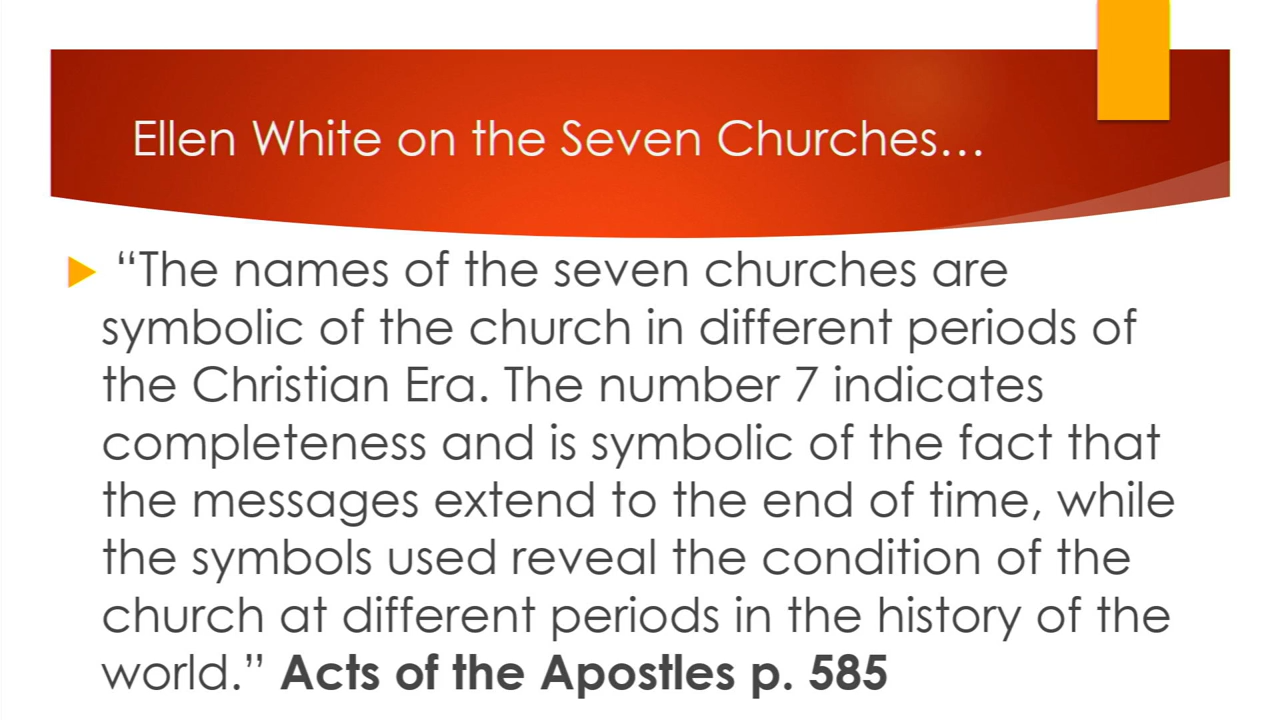 Ellen White on the Seven Churches…
“The names of the seven churches are
symbolic of the church in different periods of
the Christian Era. The number 7 indicates
completeness and is symbolic of the fact that
the messages extend to the end of time, while
the symbols used reveal the condition of the
church at different periods in the history of the
world.” Acts of the Apostles p. 585